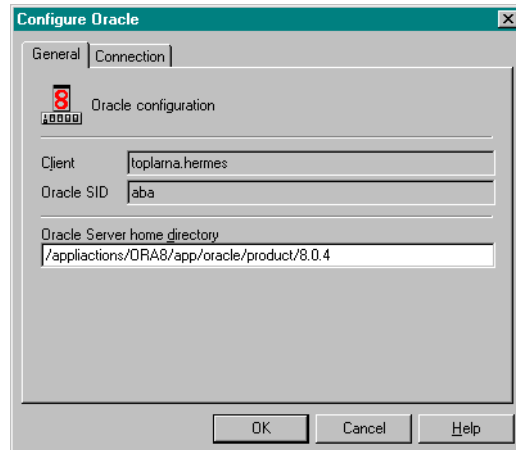 Configure Oracle
General Connection
8
Oracle configuration
Client toplarna.hermes
Oracle SID aba
Oracle Server home directory
/appliactions/ORA8/app/oracle/product/8.0.4
OK Cancel Help